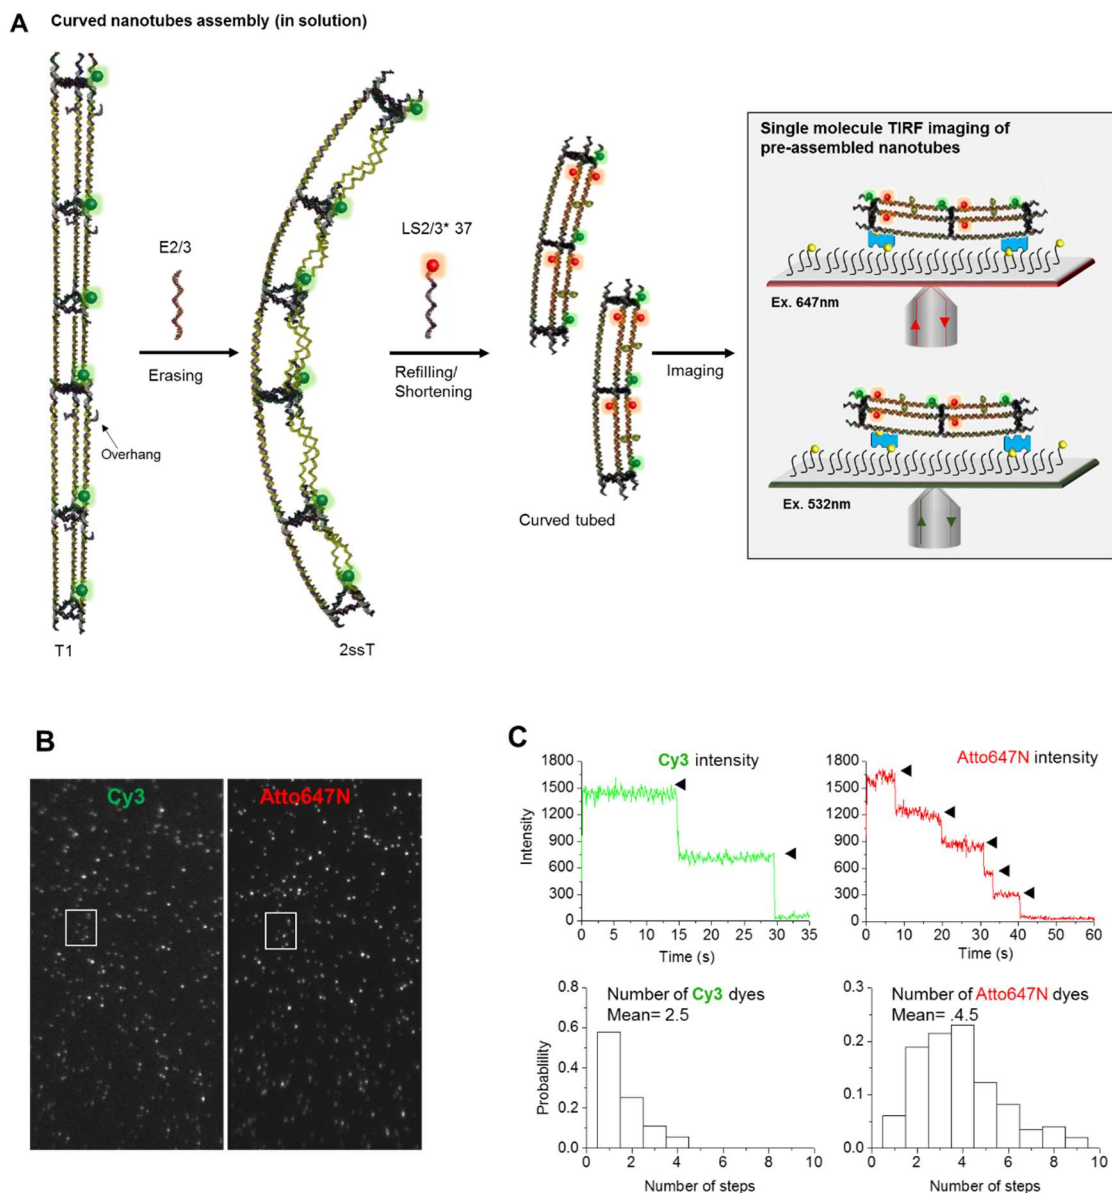 A
Curved nanotubes assembly (in solution)
E2/3
Erasing
LS2/3* 37
Refilling/
Shortening
Imaging
Overhang
T1
2ssT
Curved tubed
Single molecule TIRF imaging of
pre-assembled nanotubes
Ex. 647nm
Ex. 532nm
B
Cy3
Atto647N
C
Cy3 intensity
1800
1500
1200
900
600
300
0
Intensity
0 5 10 15 20 25 30 35
Time (s)
Atto647N intensity
1800
1500
1200
900
600
300
0
0 10 20 30 40 50 60
Time (s)
Number of Cy3 dyes
Mean= 2.5
0.8
0.6
0.4
0.2
0.0
Probablility
0 2 4 6 8 10
Number of steps
Number of Atto647N dyes
Mean= .4.5
0.3
0.2
0.1
0.0
0 2 4 6 8 10
Number of steps